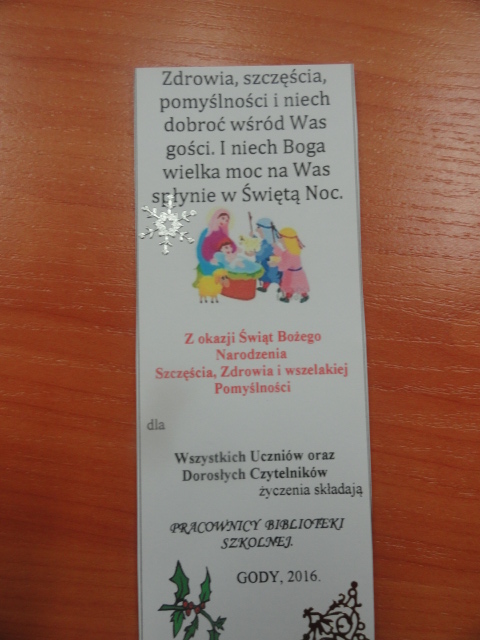 Zdrowia, szczęścia,
pomyślności i niech
dobroć wśród Was
gości. I niech Boga
wielka moc na Was
spłynie w Świętą Noc.
Z okazji Świąt Bożego
Narodzenia
Szczęścia, Zdrowia i wszelakiej
Pomyślności
dla
Wszystkich Uczniów oraz
Dorosłych Czytelników
życzenia składają
PRACOWNICY BIBLIOTEKI
SZKOLNEJ.
GODY, 2016.